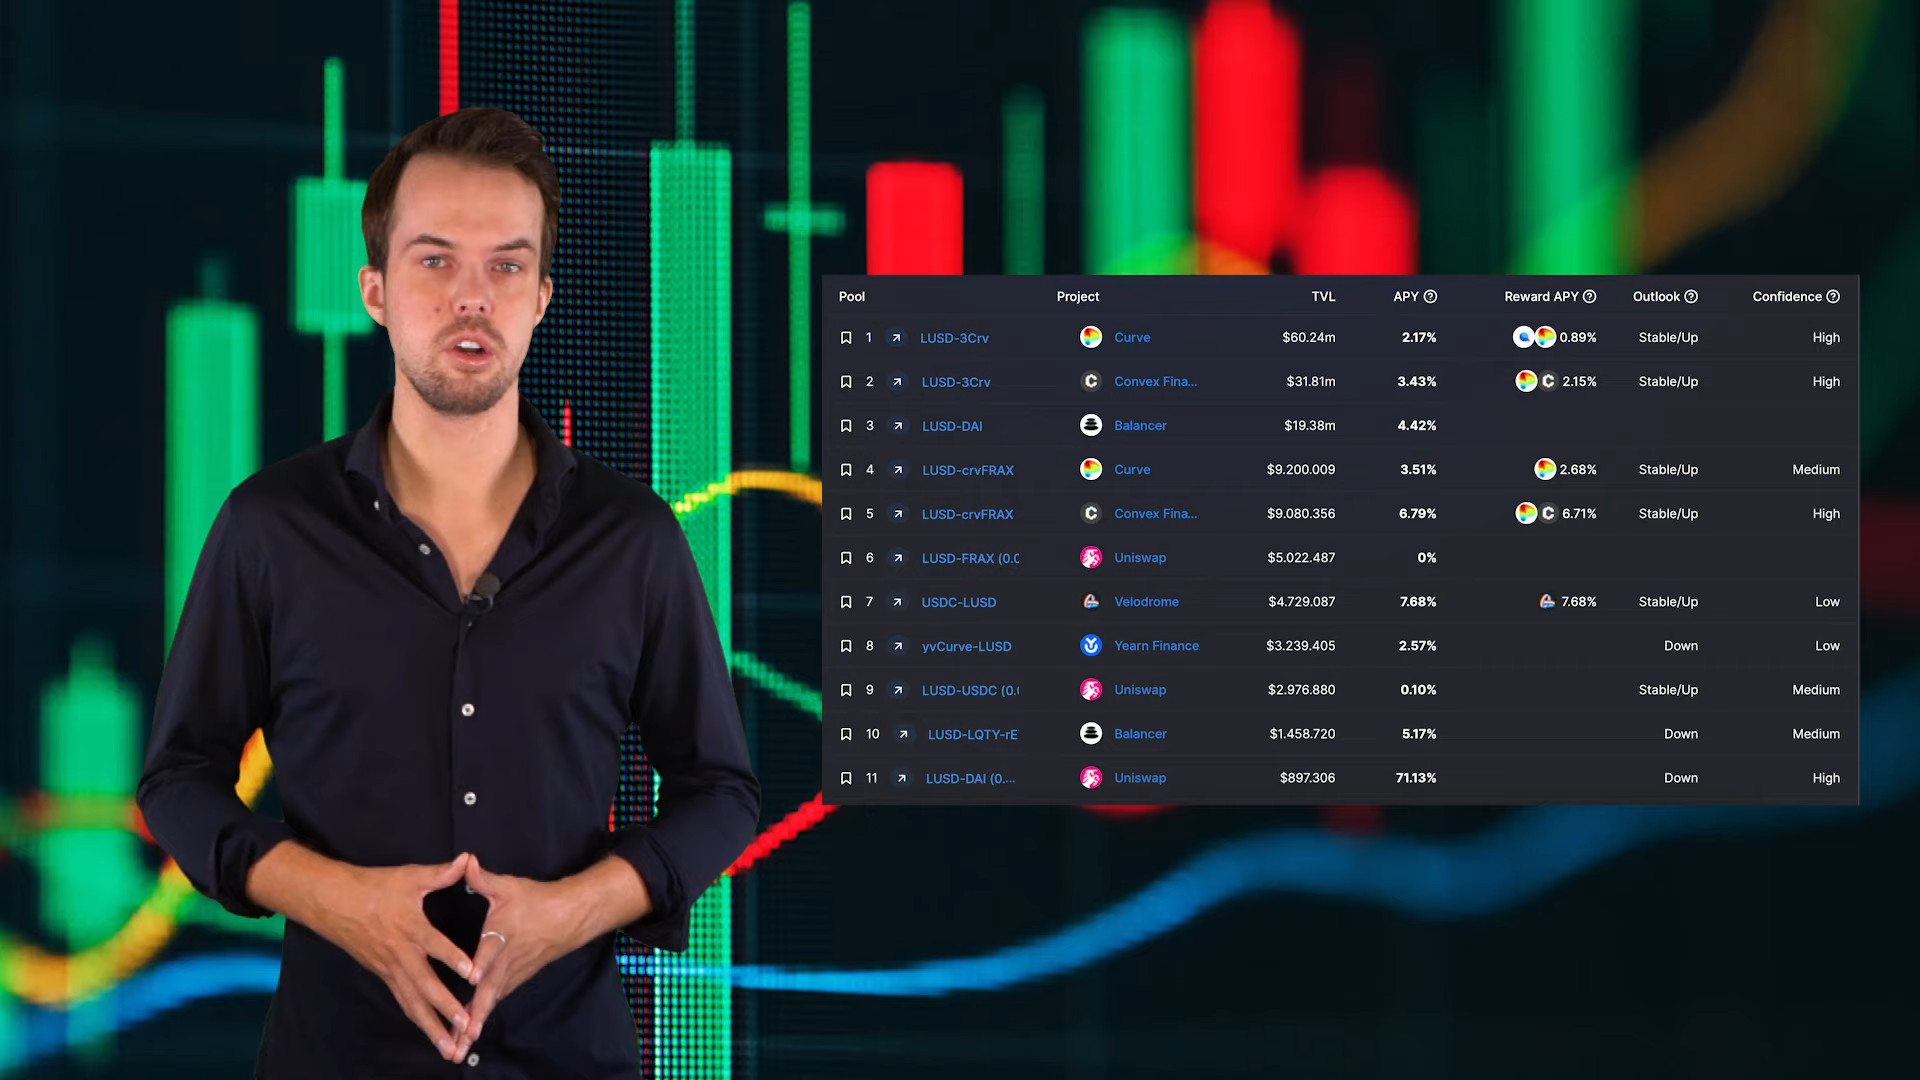 Pool Project TVL APY Reward APY Outlook Confidence
1 LUSD-3Crv Curve $60.24m 2.17% 0.89% Stable/Up High
2 LUSD-3Crv Convex Fina... $31.81m 3.43% 2.15% Stable/Up High
3 LUSD-DAI Balancer $19.38m 4.42%
4 LUSD-crvFRAX Curve $9.200.009 3.51% 2.68% Stable/Up Medium
5 LUSD-crvFRAX Convex Fina... $9.080.356 6.79% 6.71% Stable/Up High
6 LUSD-FRAX (0.0 Uniswap $5.022.487 0%
7 USDC-LUSD Velodrome $4.729.087 7.68% 7.68% Stable/Up Low
8 yvCurve-LUSD Yearn Finance $3.239.405 2.57% Down Low
9 LUSD-USDC (0.0 Uniswap $2.976.880 0.10% Stable/Up Medium
10 LUSD-LQTY-rE Balancer $1.458.720 5.17% Down Medium
11 LUSD-DAI (0.... Uniswap $897.306 71.13% Down High